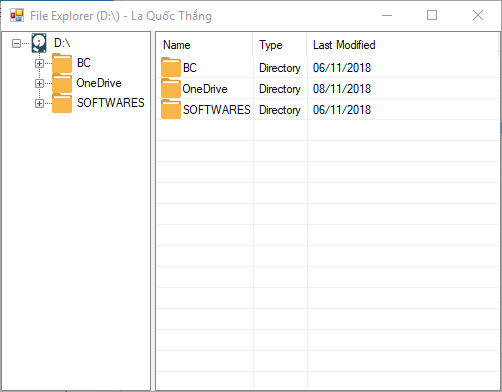 File Explorer (D:\) - La Quốc Thắng
D:\
BC
OneDrive
SOFTWARES
Name Type Last Modified
BC Directory 06/11/2018
OneDrive Directory 08/11/2018
SOFTWARES Directory 06/11/2018